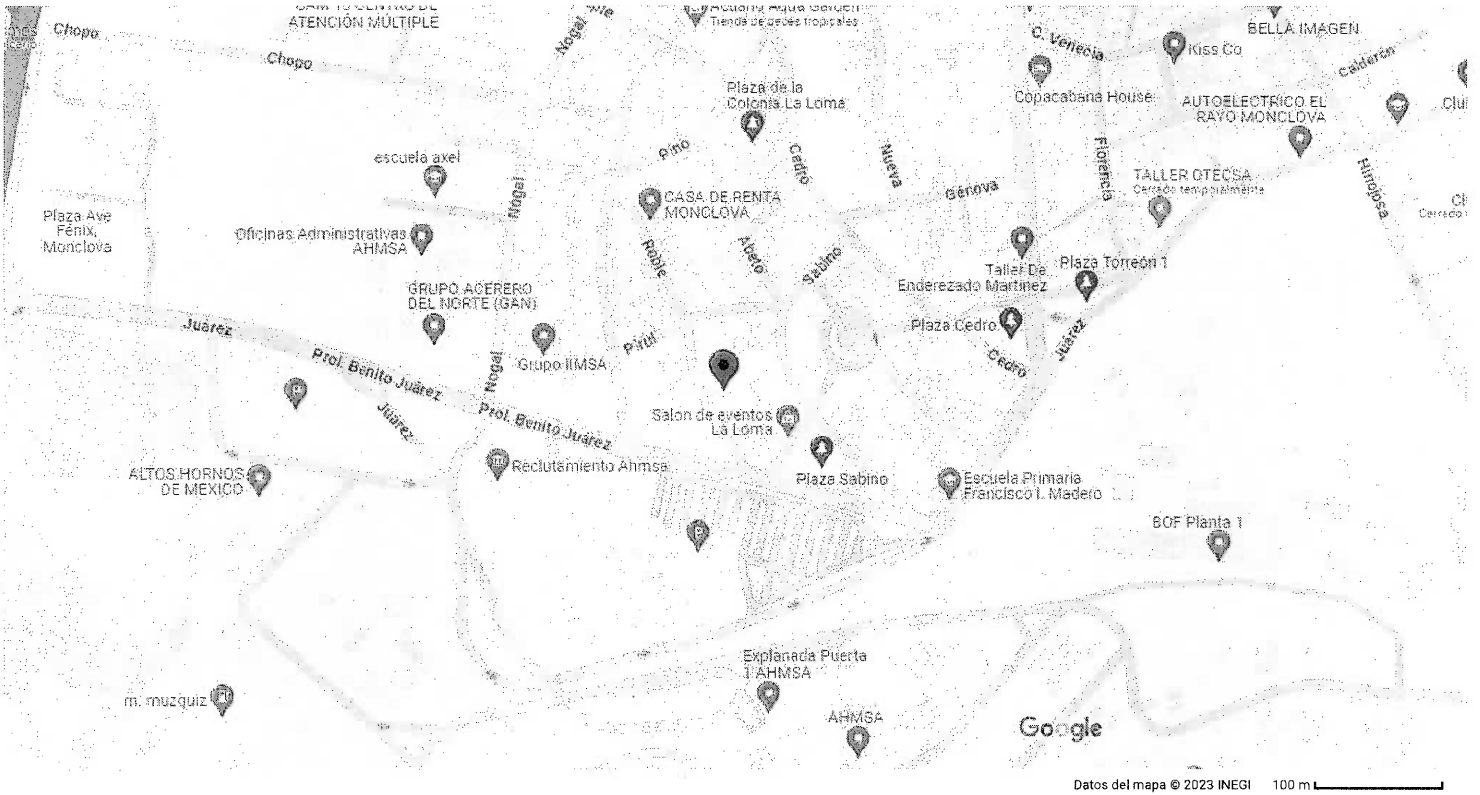 ATENCIÓN MÚLTIPLE
Tienda de peces tropicales
Chopo
Chopo
Nogal
C. Venecia
BELLA IMAGEN
Kiss Co
Calderón
Plaza de la
Colonia La Loma
Copacabana House
AUTOELECTRICO EL
RAYO MONCLOVA
Pino
Cedro
Nueva
Florencia
escuela axel
Nogal
CASA DE RENTA
MONCLOVA
Génova
TALLER OTECSA
Cerrado temporalmente
Hinojosa
Plaza Ave
Fénix,
Monclova
Oficinas Administrativas
AHMSA
Roble
Abeto
Sabino
Taller De
Enderezado Martínez
Plaza Torreón 1
GRUPO ACERERO
DEL NORTE (GAN)
Juárez
Pirul
Plaza Cedro
Cedro
Juárez
Prol. Benito Juárez
Nogal
Grupo IIMSA
Juárez
Prol. Benito Juárez
Salon de eventos
La Loma
ALTOS HORNOS
DE MEXICO
Reclutamiento Ahmsa
Plaza Sabino
Escuela Primaria
Francisco I. Madero
BOF Planta 1
Explanada Puerta
1 AHMSA
m. muzquiz
AHMSA
Google
Datos del mapa © 2023 INEGI 100 m